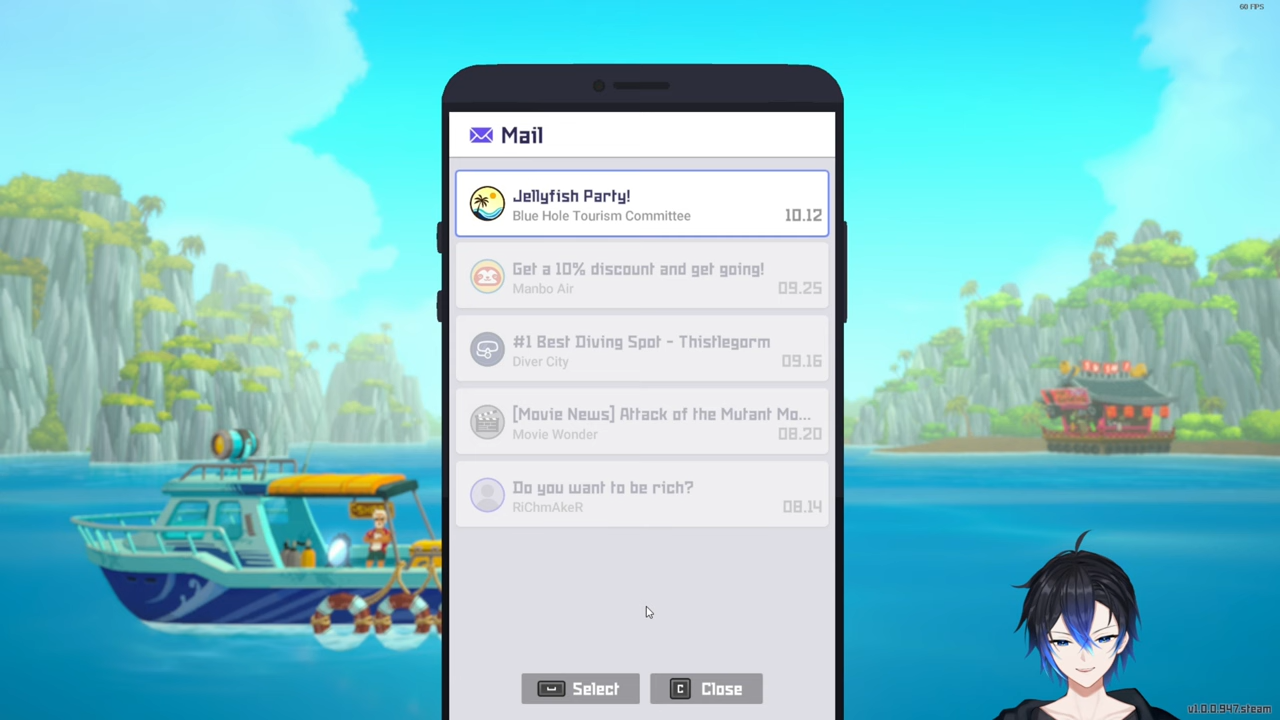 60 FPS
Mail
Jellyfish Party!
Blue Hole Tourism Committee
10.12
Get a 10% discount and get going!
Manbo Air
09.25
#1 Best Diving Spot - Thistlegorm
Diver City
09.16
[Movie News] Attack of the Mutant Mo...
Movie Wonder
08.20
Do you want to be rich?
RiChmAkeR
08.14
Select
C Close
v1.0.0.947.steam